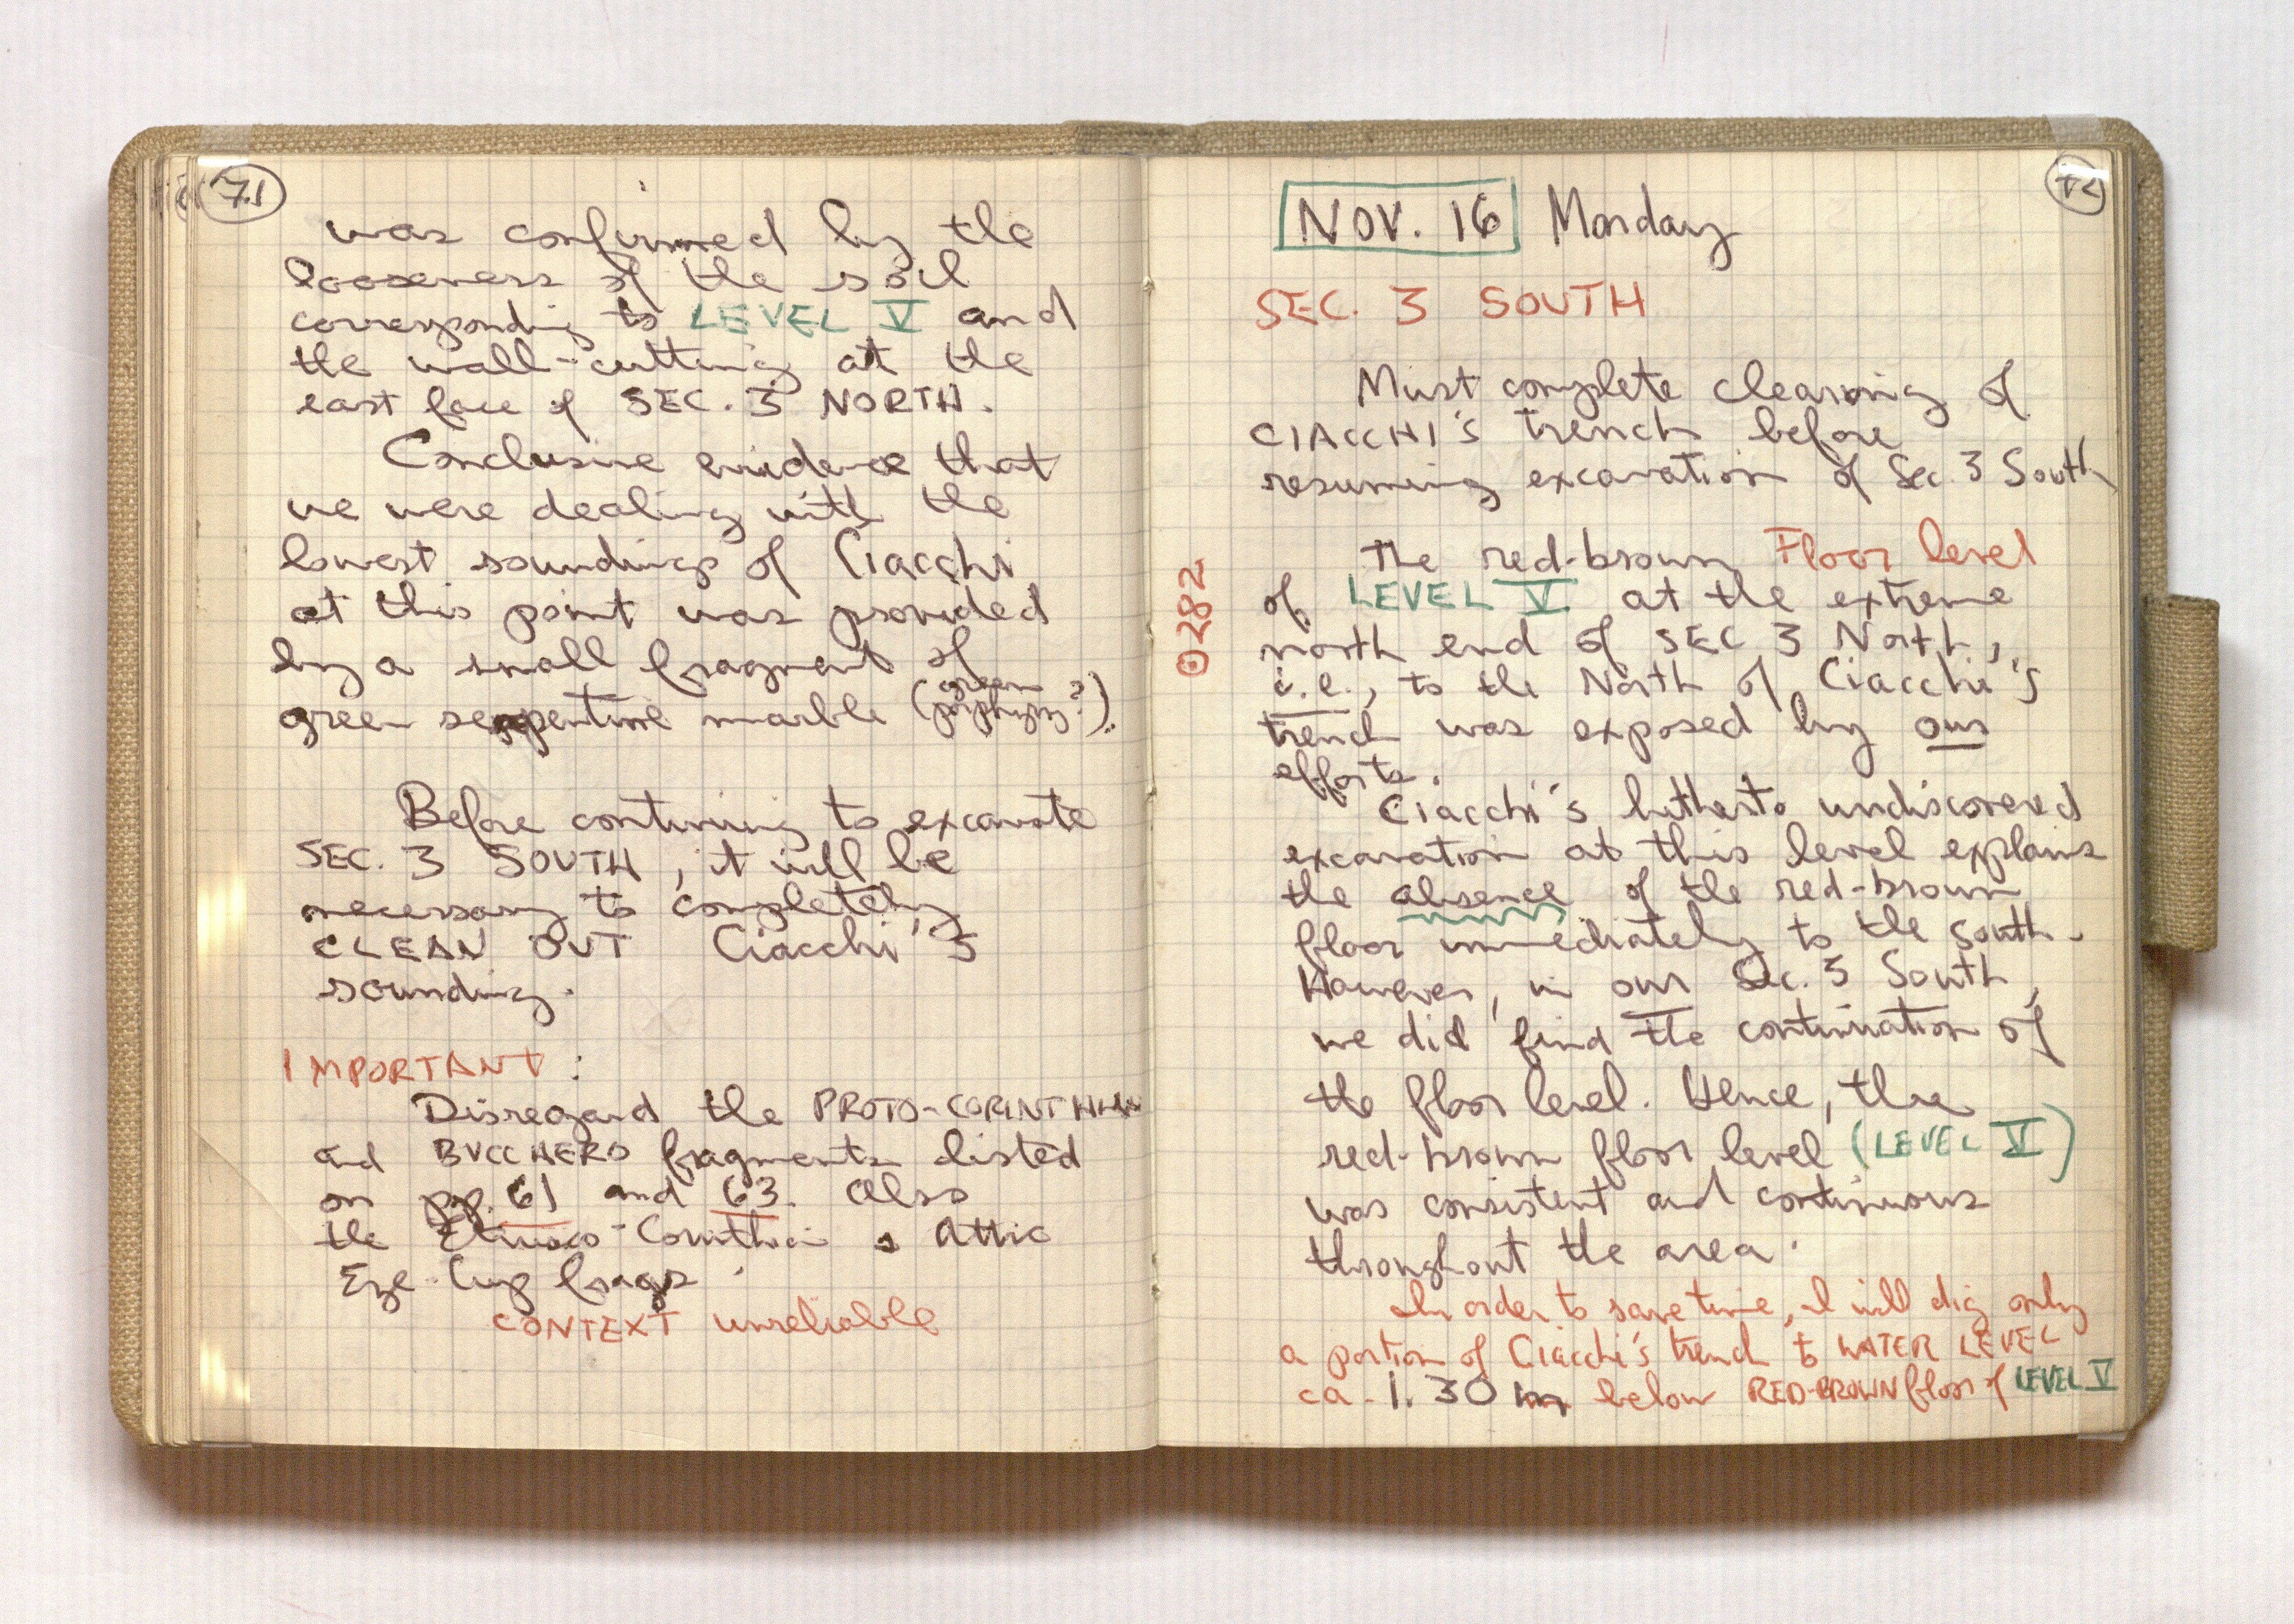 71
was confirmed by the
looseness of the soil
corresponding to LEVEL V and
the wall-cutting at the
east face of SEC. 3 NORTH.
Conclusive evidence that
we were dealing with the
lowest soundings of Ciacchi
at this point was provided
by a small fragment of
green serpentine marble (green porphyry?).
Before continuing to excavate
SEC. 3 SOUTH, it will be
necessary to completely
CLEAN OUT Ciacchi's
sounding.
IMPORTANT:
Disregard the PROTO-CORINTHIAN
and BUCCHERO fragments listed
on pp. 61 and 63. Also
the Etrusco-Corinthian & Attic
Eye-Cup frags.
CONTEXT unreliable
72
NOV. 16 Monday
SEC. 3 SOUTH
Must complete clearing of
CIACCHI'S trench before
resuming excavation of Sec. 3 South
0282
The red-brown Floor level
of LEVEL V at the extreme
north end of SEC 3 North,
i.e., to the North of Ciacchi's
trench was exposed by our
efforts.
Ciacchi's hitherto undiscovered
excavation at this level explains
the absence of the red-brown
floor immediately to the south.
However, in our Sec. 3 South,
we did find the continuation of
the floor level. Hence, the
red-brown floor level (LEVEL V)
was consistent and continuous
throughout the area.
In order to save time, I will dig only
a portion of Ciacchi's trench to WATER LEVEL
ca. 1.30 m below RED-BROWN floor of LEVEL V